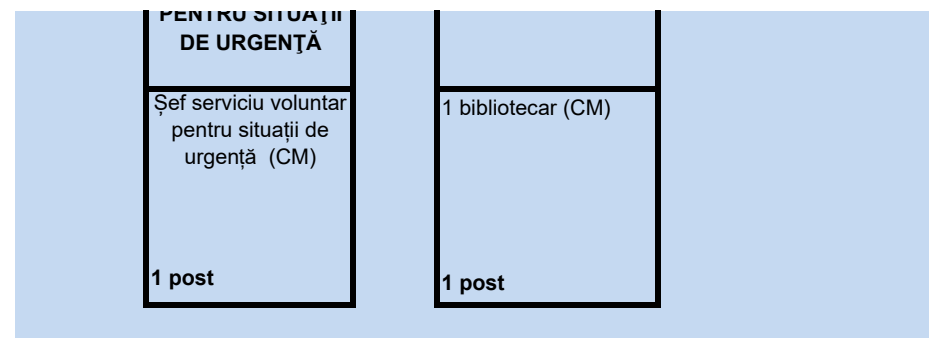 PENTRU SITUAŢII
DE URGENŢĂ
Șef serviciu voluntar
pentru situații de
urgență (CM)
1 post
1 bibliotecar (CM)
1 post